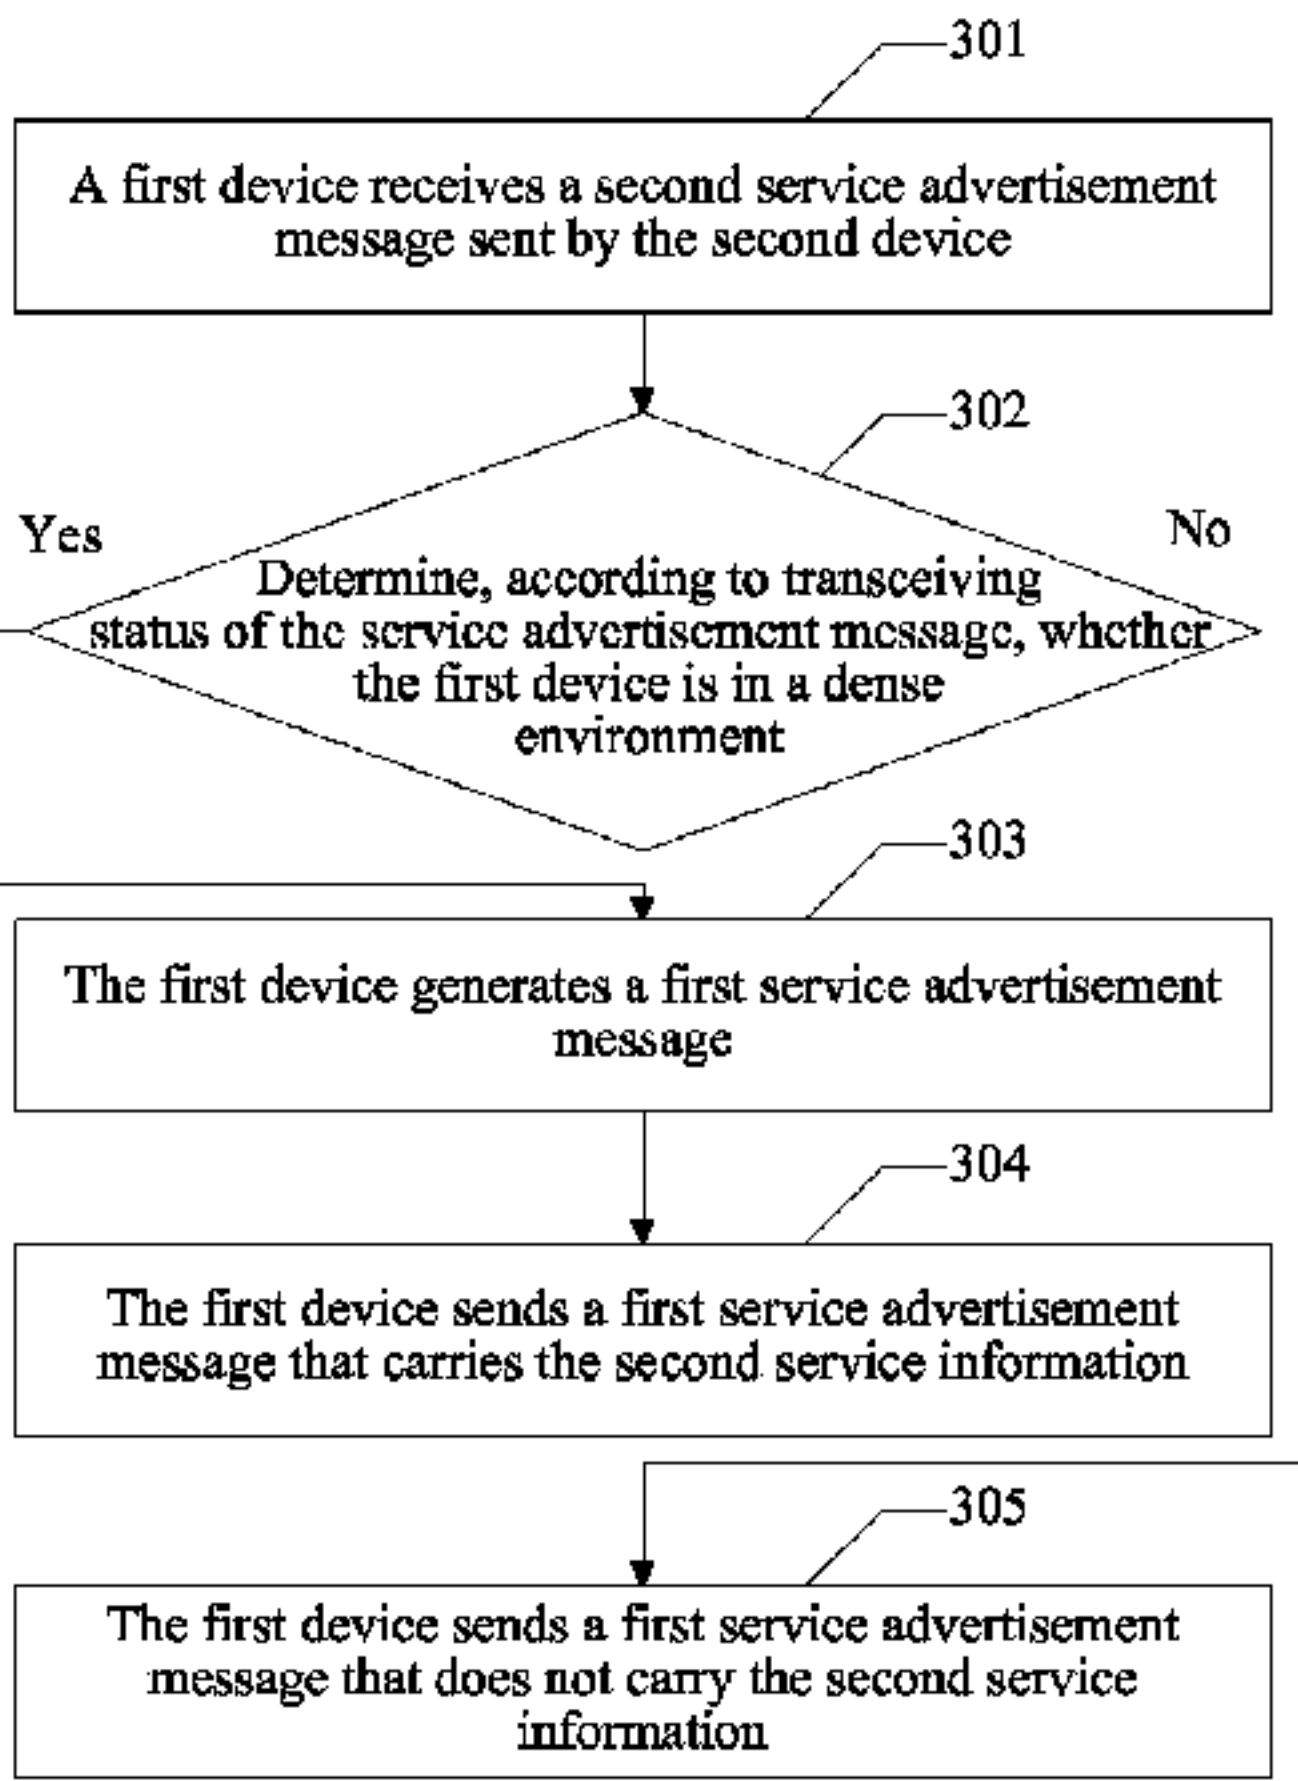 301
A first device receives a second service advertisement
message sent by the second device
302
Yes
No
Determine, according to transceiving
status of the service advertisement message, whether
the first device is in a dense
environment
303
The first device generates a first service advertisement
message
304
The first device sends a first service advertisement
message that carries the second service information
305
The first device sends a first service advertisement
message that does not carry the second service
information